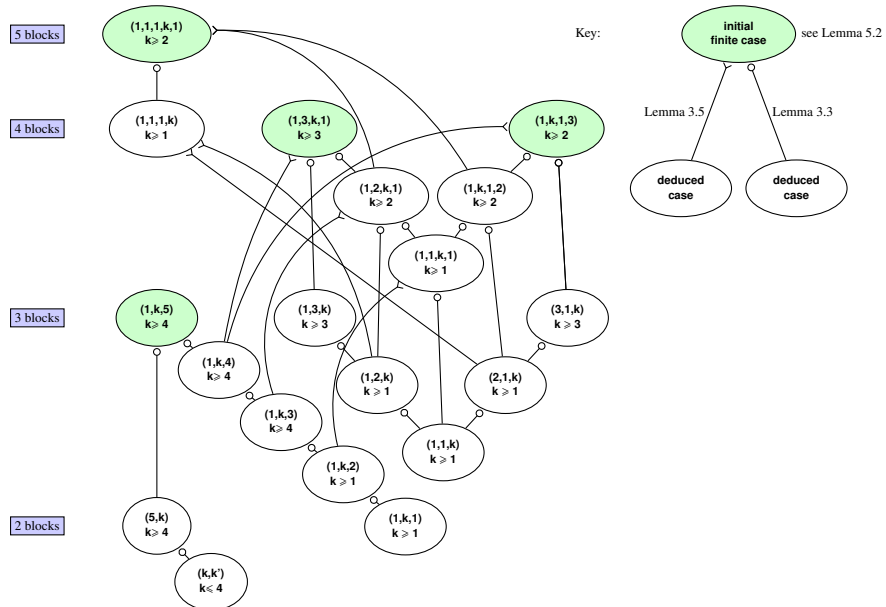 5 blocks
(1,1,1,k,1)
k⩾ 2
Key:
initial
finite case
see Lemma 5.2
Lemma 3.5
Lemma 3.3
deduced
case
deduced
case
4 blocks
(1,1,1,k)
k⩾ 1
(1,3,k,1)
k⩾ 3
(1,k,1,3)
k⩾ 2
(1,2,k,1)
k⩾ 2
(1,k,1,2)
k⩾ 2
(1,1,k,1)
k⩾ 1
3 blocks
(1,k,5)
k⩾ 4
(1,3,k)
k⩾ 3
(3,1,k)
k⩾ 3
(1,k,4)
k⩾ 4
(1,2,k)
k⩾ 1
(2,1,k)
k⩾ 1
(1,k,3)
k⩾ 4
(1,1,k)
k⩾ 1
(1,k,2)
k⩾ 1
2 blocks
(5,k)
k⩾ 4
(1,k,1)
k⩾ 1
(k,k')
k⩽ 4